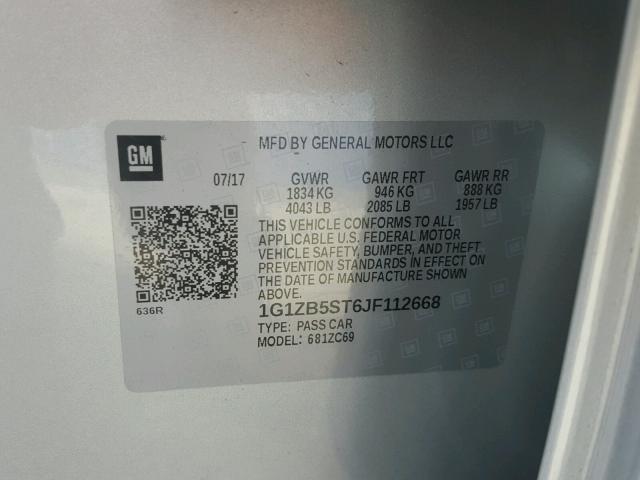 GM
MFD BY GENERAL MOTORS LLC
07/17 GVWR GAWR FRT GAWR RR
1834 KG 946 KG 888 KG
4043 LB 2085 LB 1957 LB
THIS VEHICLE CONFORMS TO ALL
APPLICABLE U.S. FEDERAL MOTOR
VEHICLE SAFETY, BUMPER, AND THEFT
PREVENTION STANDARDS IN EFFECT ON
THE DATE OF MANUFACTURE SHOWN
ABOVE.
636R
1G1ZB5ST6JF112668
TYPE: PASS CAR
MODEL: 681ZC69